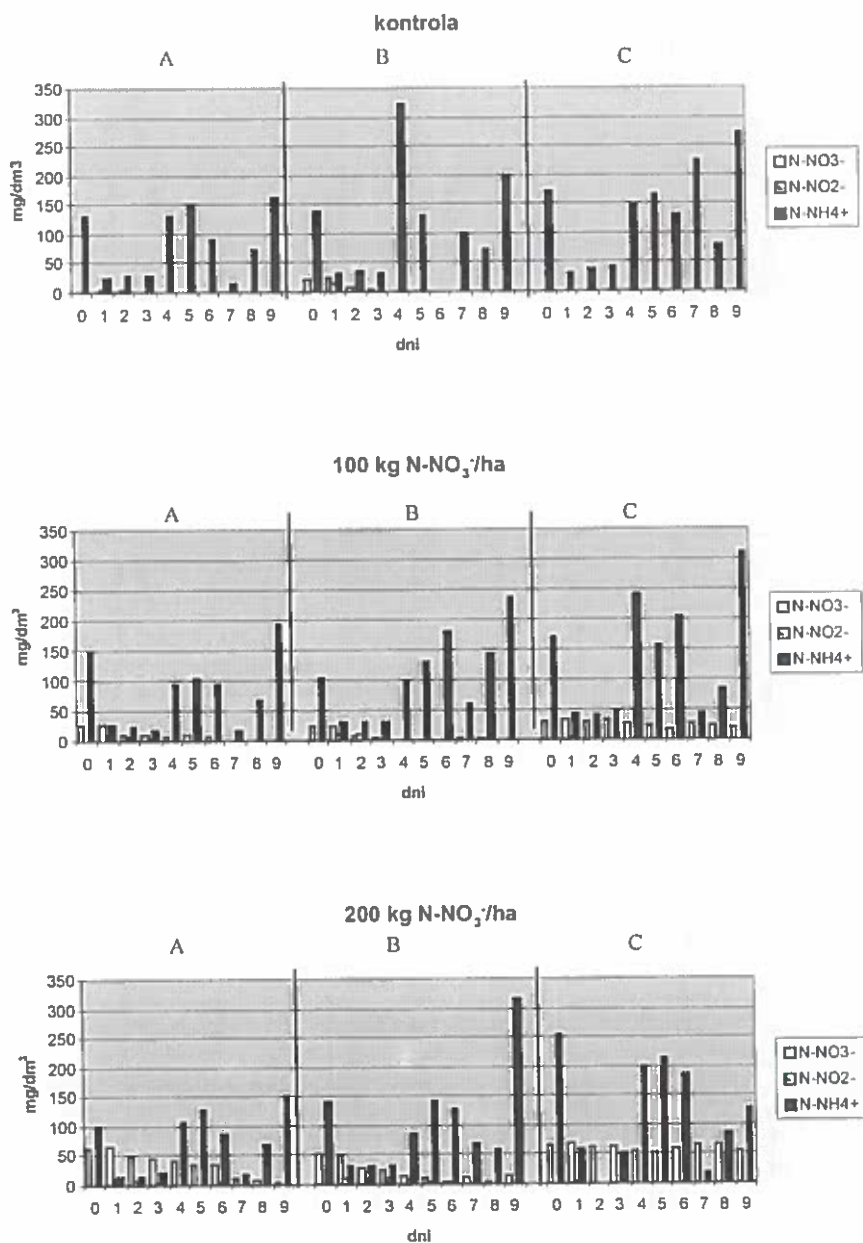 kontrola
A B C
350
300
250
200
150
100
50
0
mg/dm3
0 1 2 3 4 5 6 7 8 9 0 1 2 3 4 5 6 7 8 9 0 1 2 3 4 5 6 7 8 9
dni
N-NO3-
N-NO2-
N-NH4+
100 kg N-NO₃⁻/ha
A B C
350
300
250
200
150
100
50
0
mg/dm³
0 1 2 3 4 5 6 7 8 9 0 1 2 3 4 5 6 7 8 9 0 1 2 3 4 5 6 7 8 9
dni
N-NO3-
N-NO2-
N-NH4+
200 kg N-NO₃⁻/ha
A B C
350
300
250
200
150
100
50
0
mg/dm³
0 1 2 3 4 5 6 7 8 9 0 1 2 3 4 5 6 7 8 9 0 1 2 3 4 5 6 7 8 9
dni
N-NO3-
N-NO2-
N-NH4+